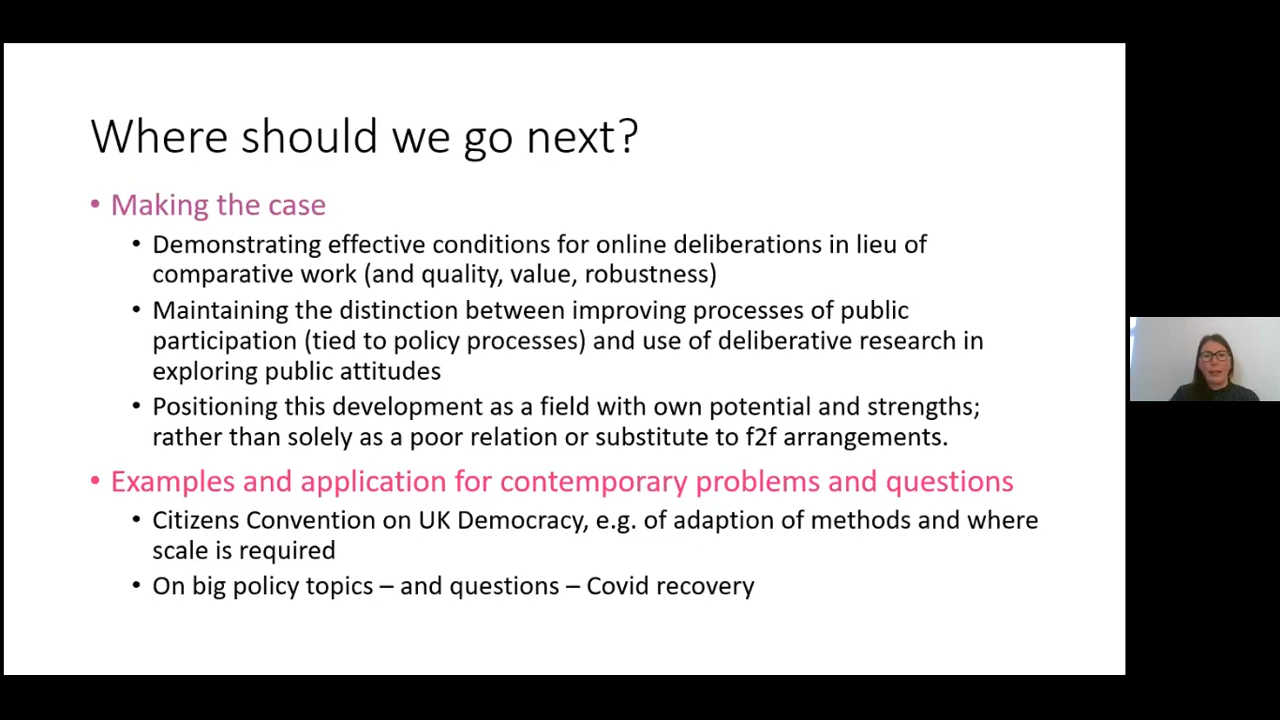 Where should we go next?
• Making the case
• Demonstrating effective conditions for online deliberations in lieu of
comparative work (and quality, value, robustness)
• Maintaining the distinction between improving processes of public
participation (tied to policy processes) and use of deliberative research in
exploring public attitudes
• Positioning this development as a field with own potential and strengths;
rather than solely as a poor relation or substitute to f2f arrangements.
• Examples and application for contemporary problems and questions
• Citizens Convention on UK Democracy, e.g. of adaption of methods and where
scale is required
• On big policy topics – and questions – Covid recovery